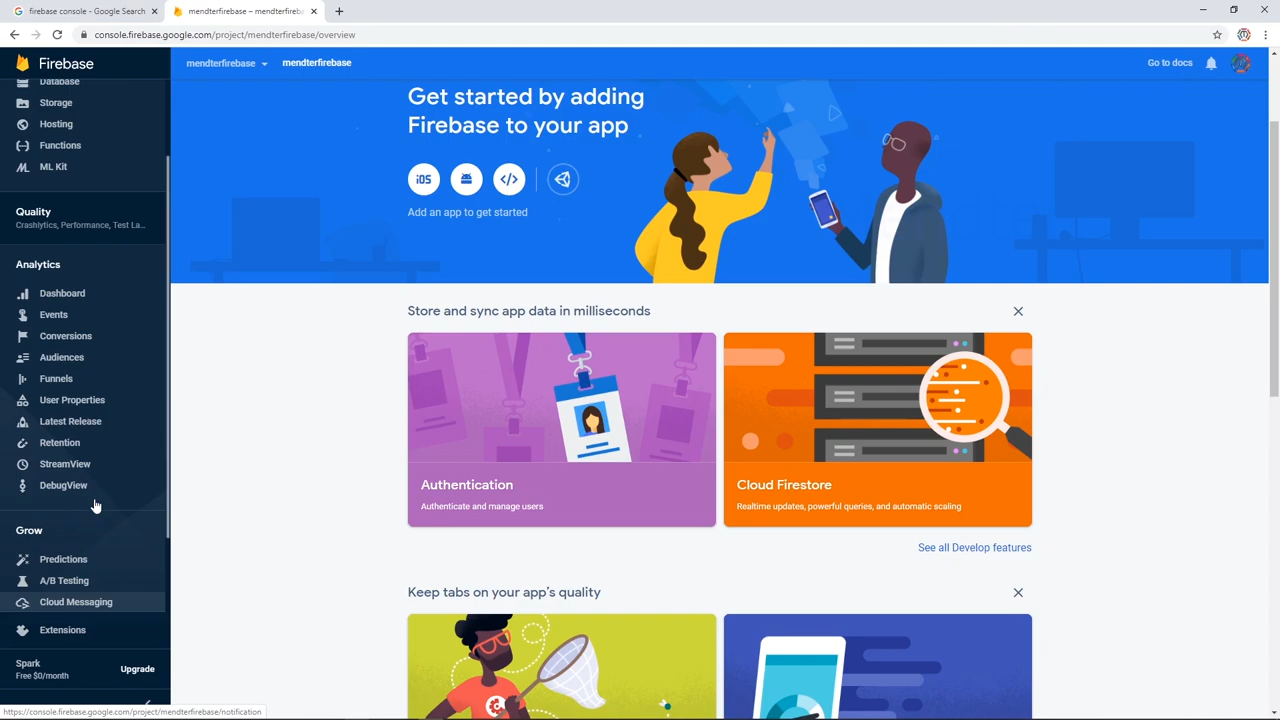 firebase console - Google Search
mendterfirebase – mendterfireb
console.firebase.google.com/project/mendterfirebase/overview
Firebase
mendterfirebase
mendterfirebase
Go to docs
Database
Storage
Hosting
Functions
ML Kit
Quality
Crashlytics, Performance, Test La...
Analytics
Dashboard
Events
Conversions
Audiences
Funnels
User Properties
Latest Release
Retention
StreamView
DebugView
Grow
Predictions
A/B Testing
Cloud Messaging
Extensions
Spark
Free $0/month
Upgrade
Get started by adding
Firebase to your app
iOS
Add an app to get started
Store and sync app data in milliseconds
Authentication
Authenticate and manage users
Cloud Firestore
Realtime updates, powerful queries, and automatic scaling
See all Develop features
Keep tabs on your app's quality
https://console.firebase.google.com/project/mendterfirebase/notification